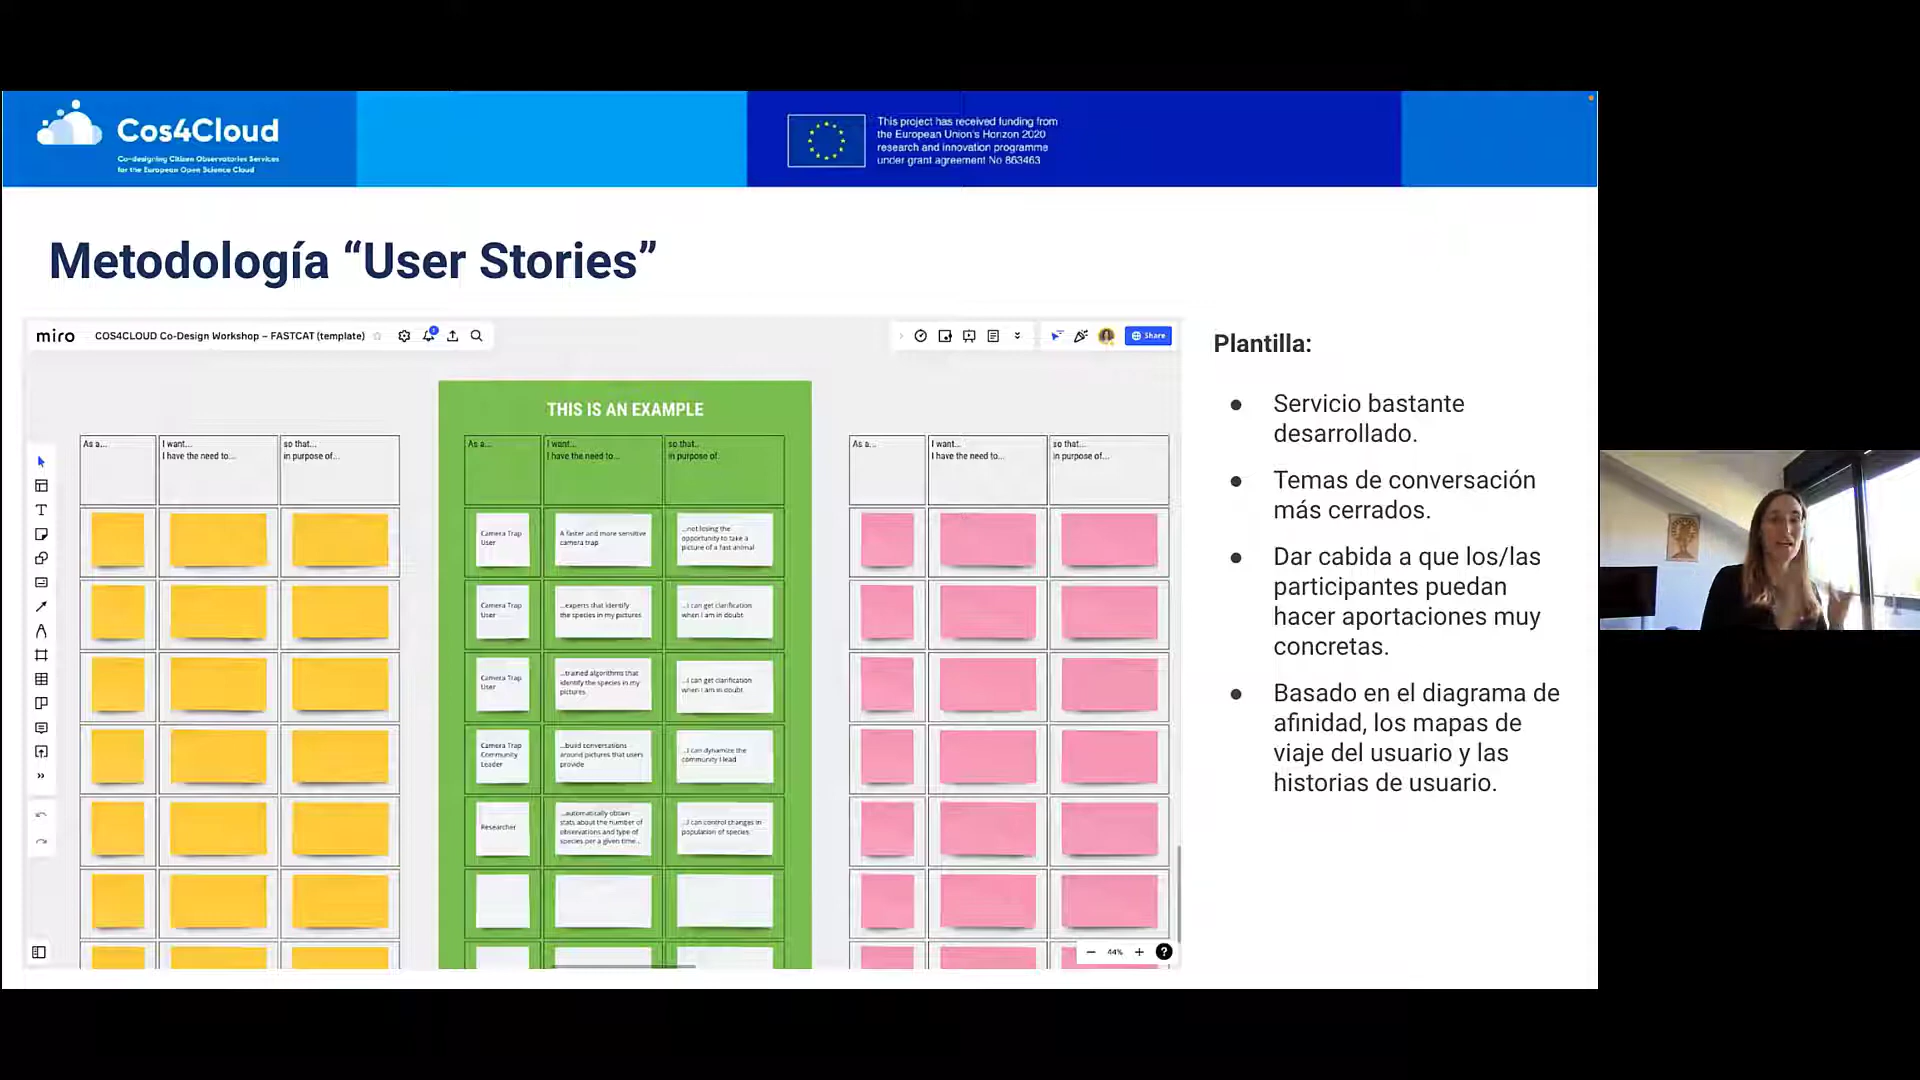 Cos4Cloud
Co-designing Citizen Observatories Services
for the European Open Science Cloud
This project has received funding from
the European Union's Horizon 2020
research and innovation programme
under grant agreement No 863463
Metodología “User Stories”
miro
COS4CLOUD Co-Design Workshop – FASTCAT (template)
Share
THIS IS AN EXAMPLE
As a...
I want...
I have the need to...
so that...
in purpose of...
As a...
I want...
I have the need to...
so that..
in purpose of
Camera Trap
User
A faster and more sensitive
camera trap
...not losing the
opportunity to take a
picture of a fast animal
Camera Trap
User
...experts that identify
the species in my pictures
...I can get clarification
when I am in doubt
Camera Trap
User
...trained algorithms that
identify the species in my
pictures
...I can get clarification
when I am in doubt
Camera Trap
Community
Leader
...build conversations
around pictures that users
provide
...I can dynamize the
community I lead
Researcher
...automatically obtain
stats about the number of
observations and type of
species per a given time...
...I can control changes in
population of species
As a...
I want...
I have the need to...
so that...
in purpose of...
44%
Plantilla:
● Servicio bastante
desarrollado.
● Temas de conversación
más cerrados.
● Dar cabida a que los/las
participantes puedan
hacer aportaciones muy
concretas.
● Basado en el diagrama de
afinidad, los mapas de
viaje del usuario y las
historias de usuario.